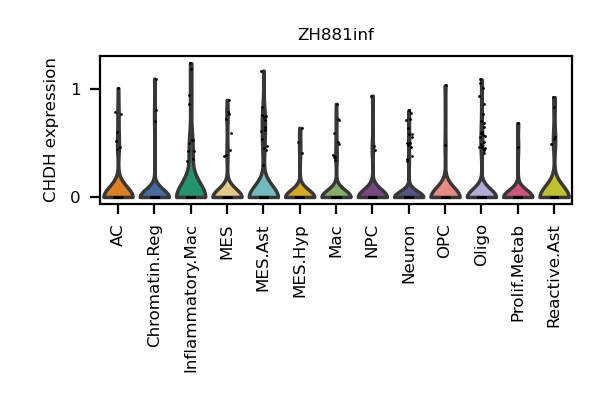 ZH881inf
CHDH expression
1
0
AC
Chromatin.Reg
Inflammatory.Mac
MES
MES.Ast
MES.Hyp
Mac
NPC
Neuron
OPC
Oligo
Prolif.Metab
Reactive.Ast